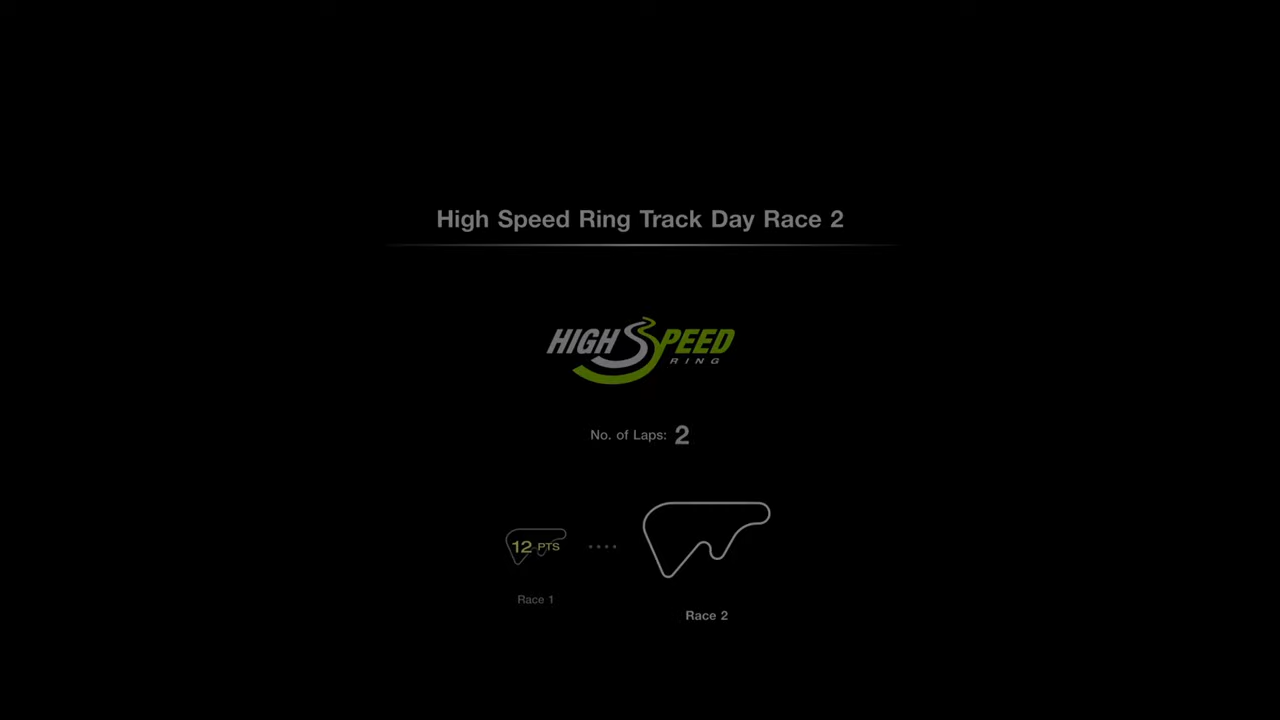 High Speed Ring Track Day Race 2
HIGH SPEED
RING
No. of Laps: 2
12 PTS
Race 1
Race 2